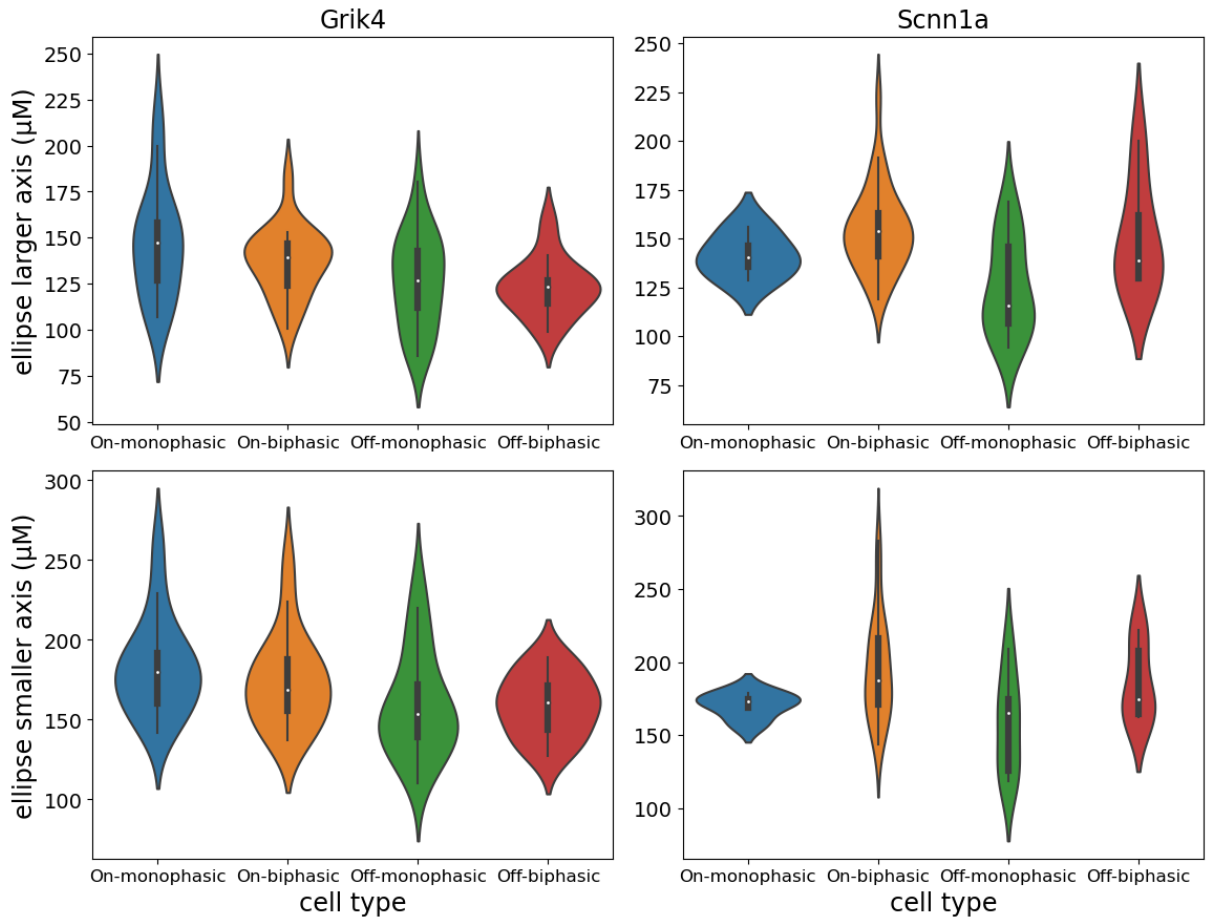 Grik4
Scnn1a
ellipse larger axis (μM)
250
225
200
175
150
125
100
75
50
On-monophasic On-biphasic Off-monophasic Off-biphasic
250
225
200
175
150
125
100
75
On-monophasic On-biphasic Off-monophasic Off-biphasic
ellipse smaller axis (μM)
300
250
200
150
100
On-monophasic On-biphasic Off-monophasic Off-biphasic
cell type
300
250
200
150
100
On-monophasic On-biphasic Off-monophasic Off-biphasic
cell type